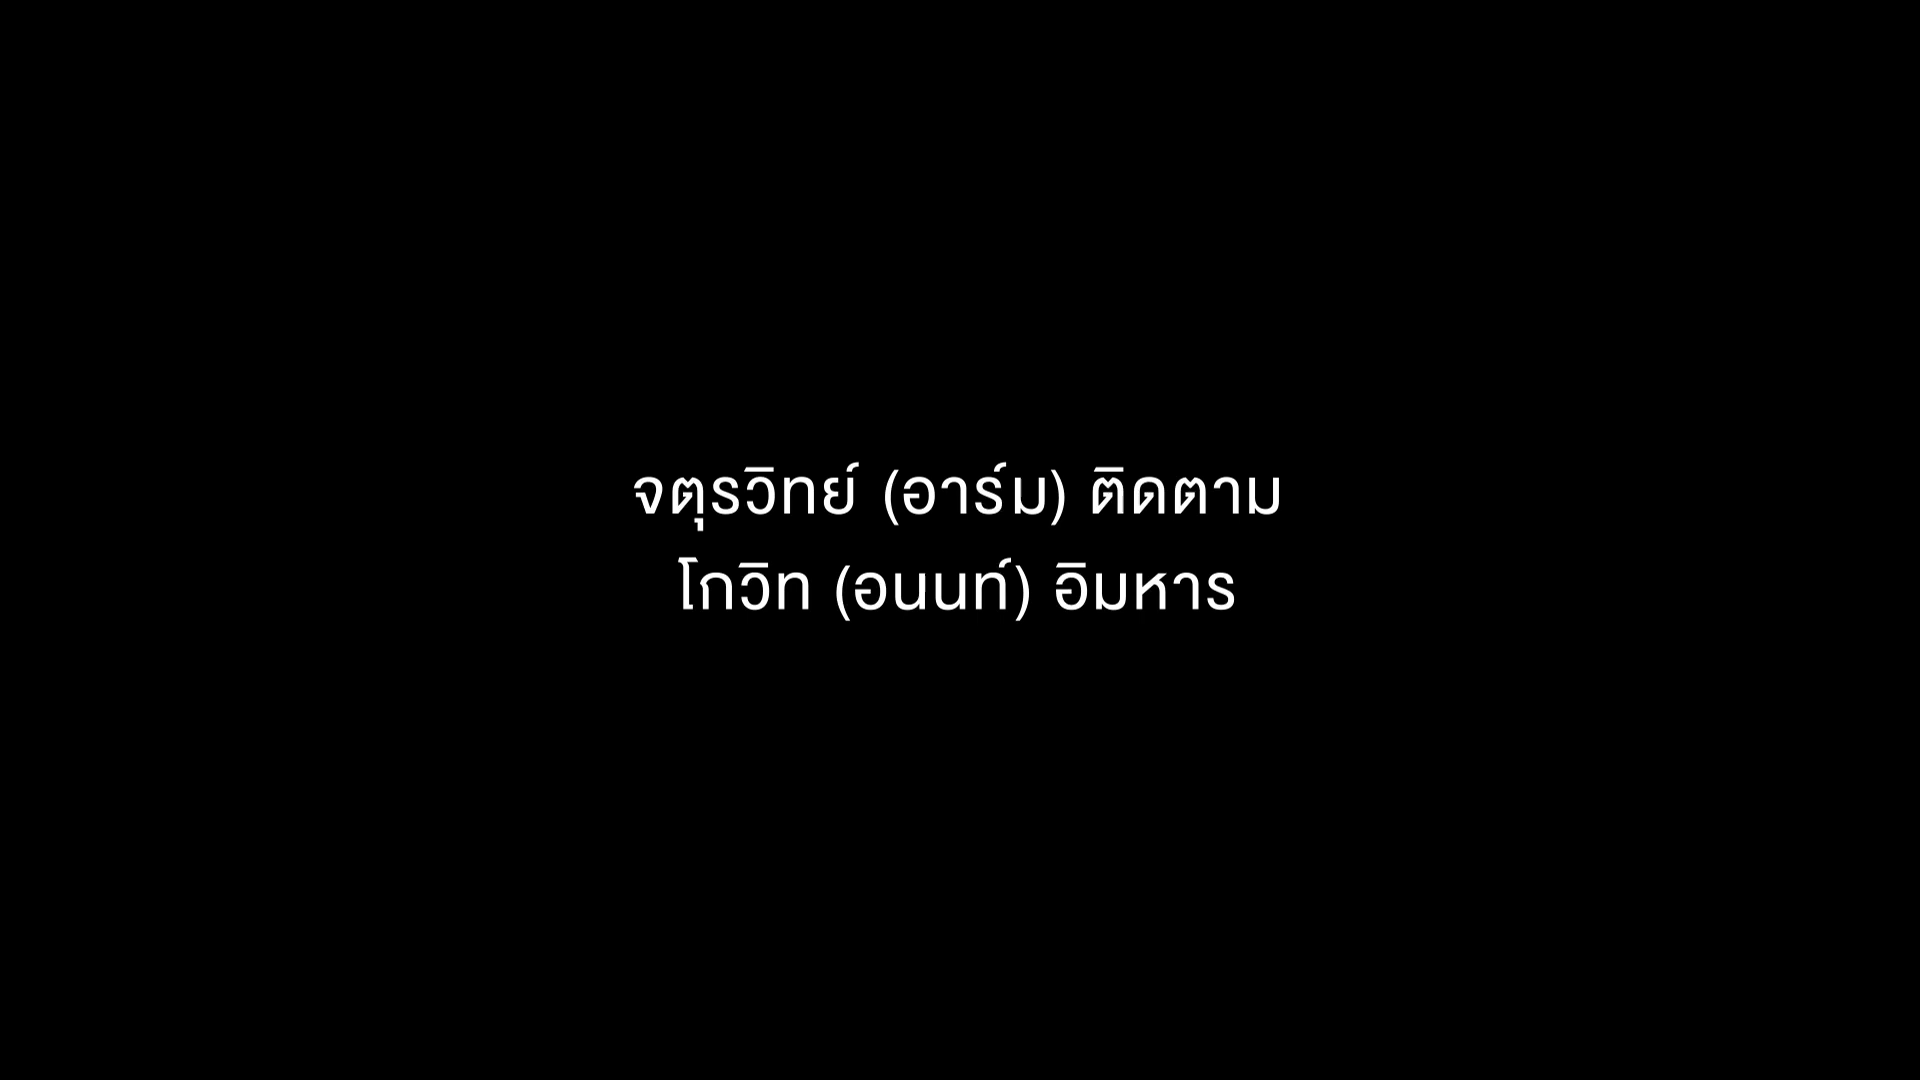 จตุรวิทย์ (อาร์ม) ติดตาม
โกวิท (อนนท์) อิมหาร